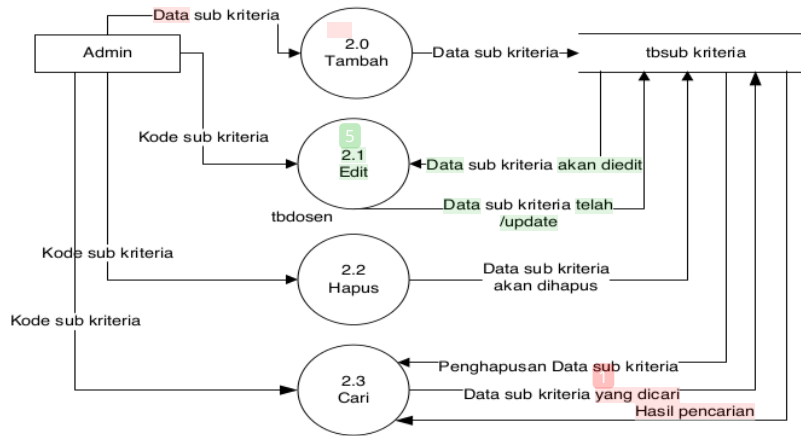 Data sub kriteria
Admin
2.0
Tambah
Data sub kriteria
tbsub kriteria
Kode sub kriteria
5
2.1
Edit
Data sub kriteria akan diedit
Data sub kriteria telah
/update
tbdosen
Kode sub kriteria
2.2
Hapus
Data sub kriteria
akan dihapus
Kode sub kriteria
2.3
Cari
Penghapusan Data sub kriteria
1
Data sub kriteria yang dicari
Hasil pencarian